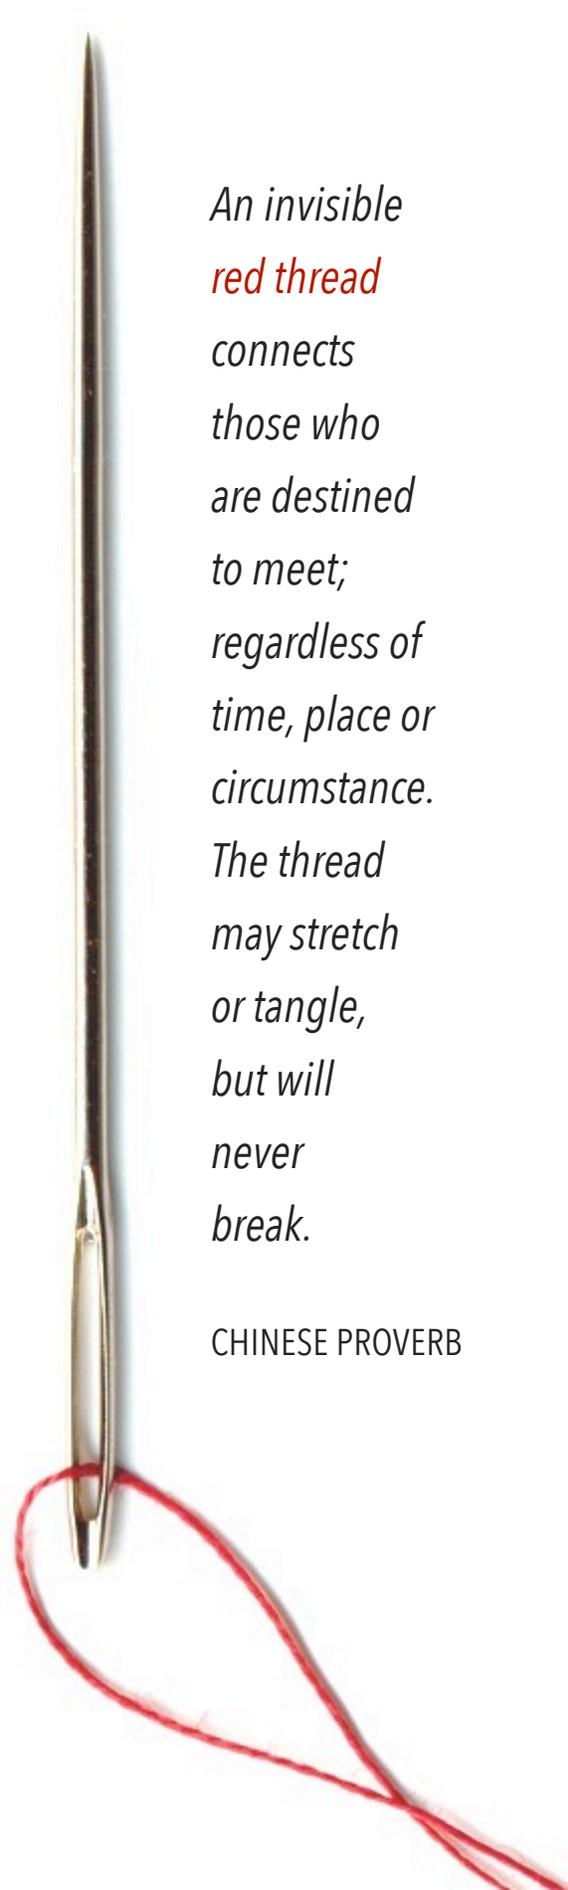 An invisible
red thread
connects
those who
are destined
to meet;
regardless of
time, place or
circumstance.
The thread
may stretch
or tangle,
but will
never
break.
CHINESE PROVERB